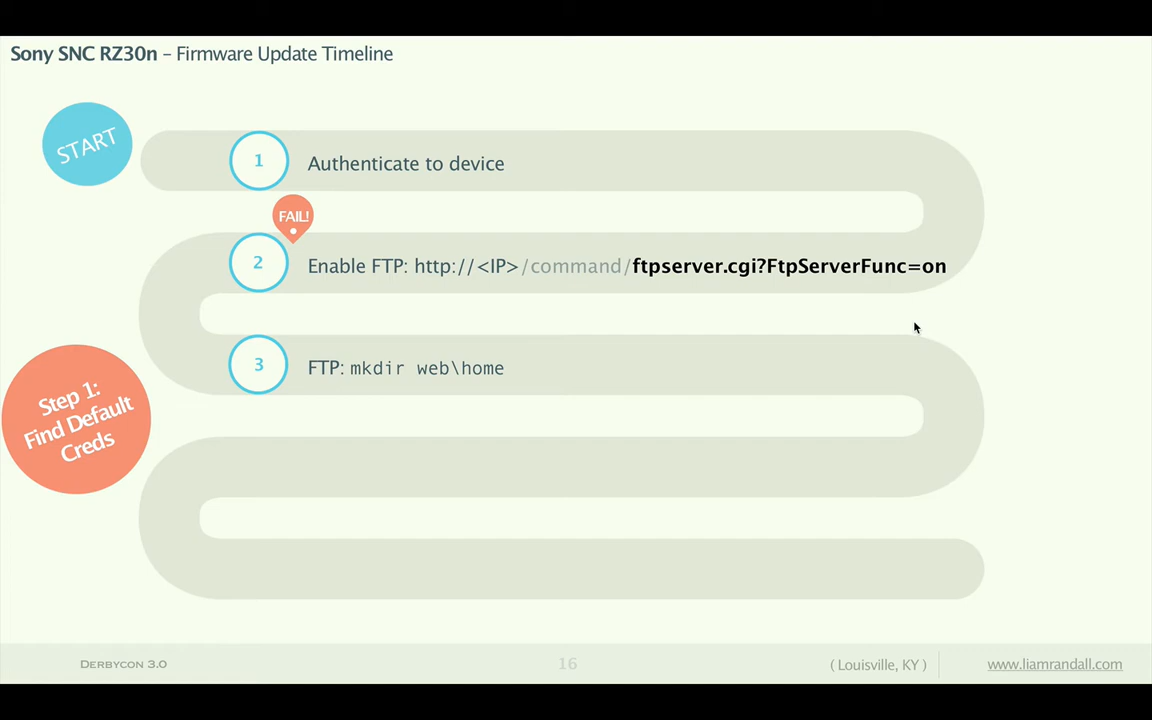 Sony SNC RZ30n – Firmware Update Timeline
START
1
Authenticate to device
FAIL!
2
Enable FTP: http://<IP>/command/ftpserver.cgi?FtpServerFunc=on
3
FTP: mkdir web\home
Step 1:
Find Default
Creds
DERBYCON 3.0
16
( Louisville, KY )
www.liamrandall.com